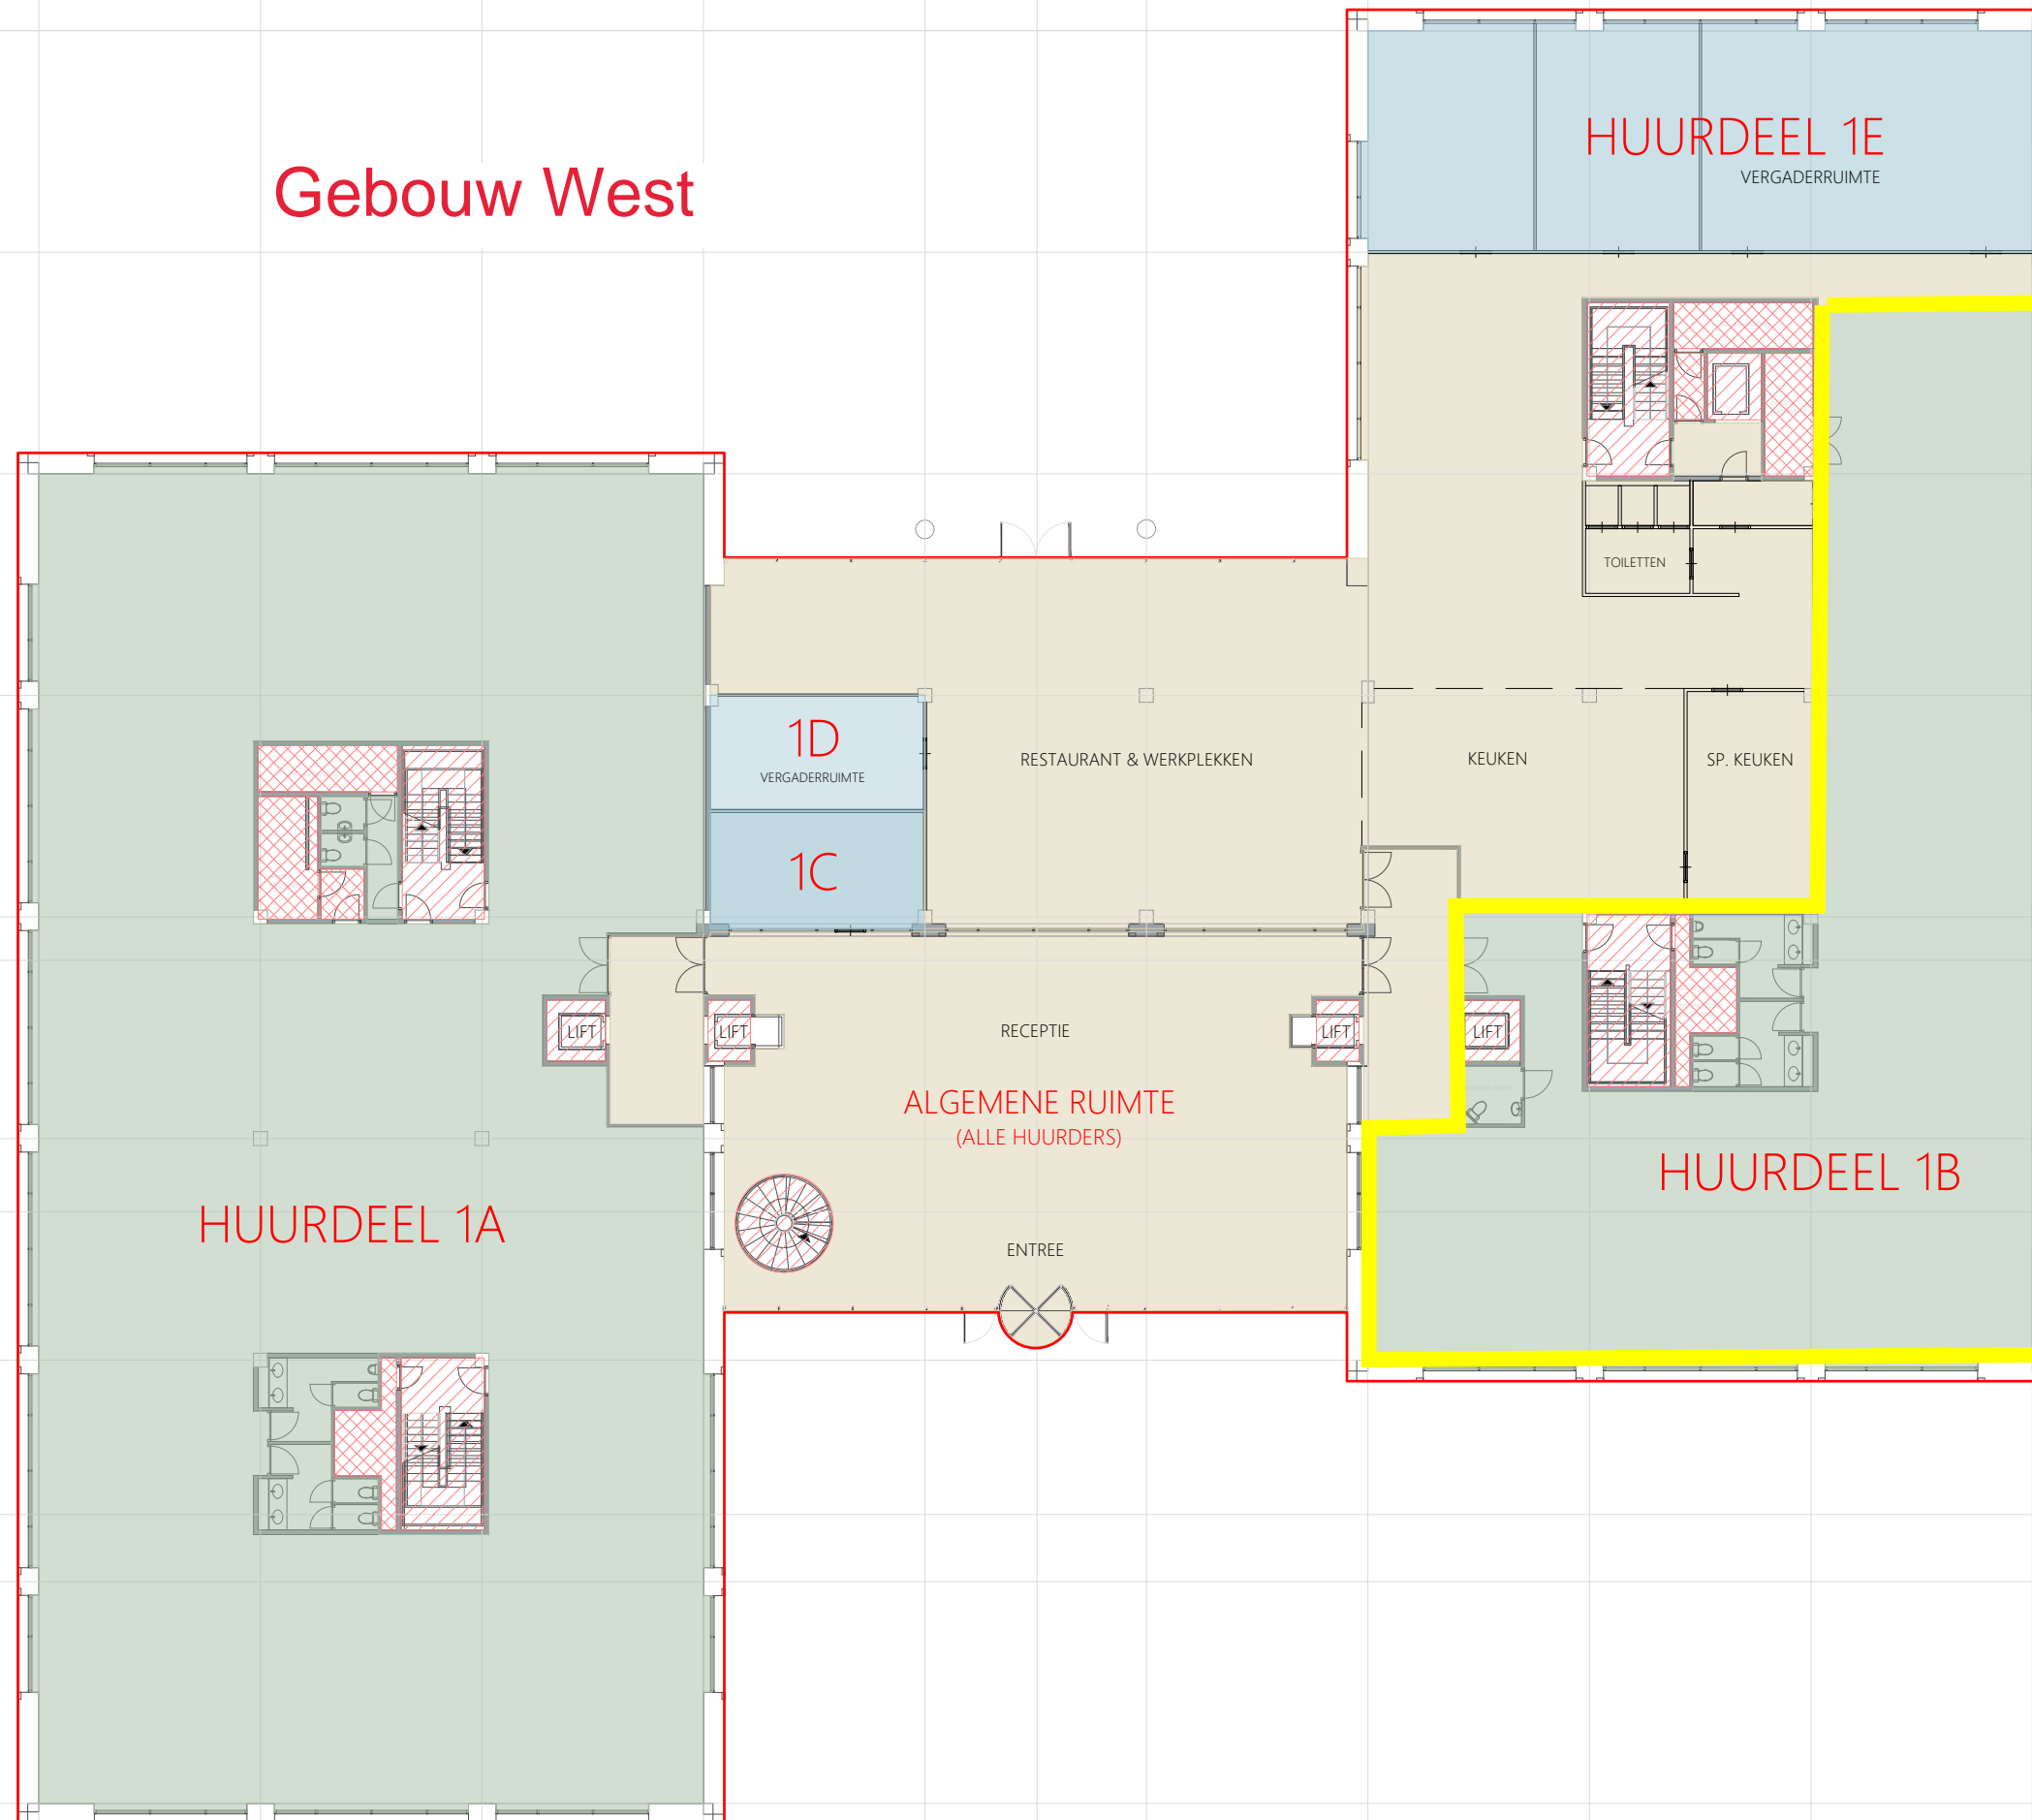 HUURDEEL 1E
VERGADERRUIMTE
Gebouw West
TOILETTEN
1D
VERGADERRUIMTE
RESTAURANT & WERKPLEKKEN
KEUKEN
SP. KEUKEN
1C
LIFT
LIFT
RECEPTIE
LIFT
LIFT
ALGEMENE RUIMTE
(ALLE HUURDERS)
HUURDEEL 1B
HUURDEEL 1A
ENTREE